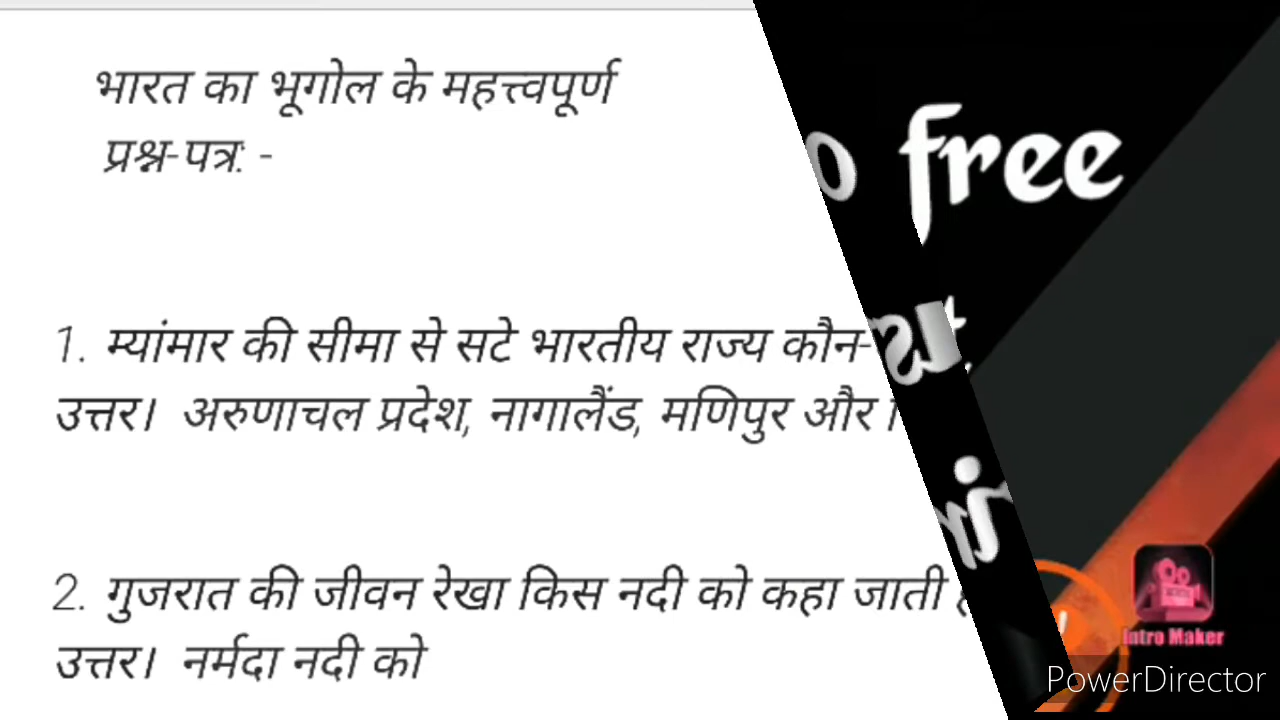 भारत का भूगोल के महत्त्वपूर्ण
प्रश्न-पत्र: -
1. म्यांमार की सीमा से सटे भारतीय राज्य कौन-
उत्तर। अरुणाचल प्रदेश, नागालैंड, मणिपुर और
2. गुजरात की जीवन रेखा किस नदी को कहा जाती
उत्तर। नर्मदा नदी को
free
Intro Maker
PowerDirector